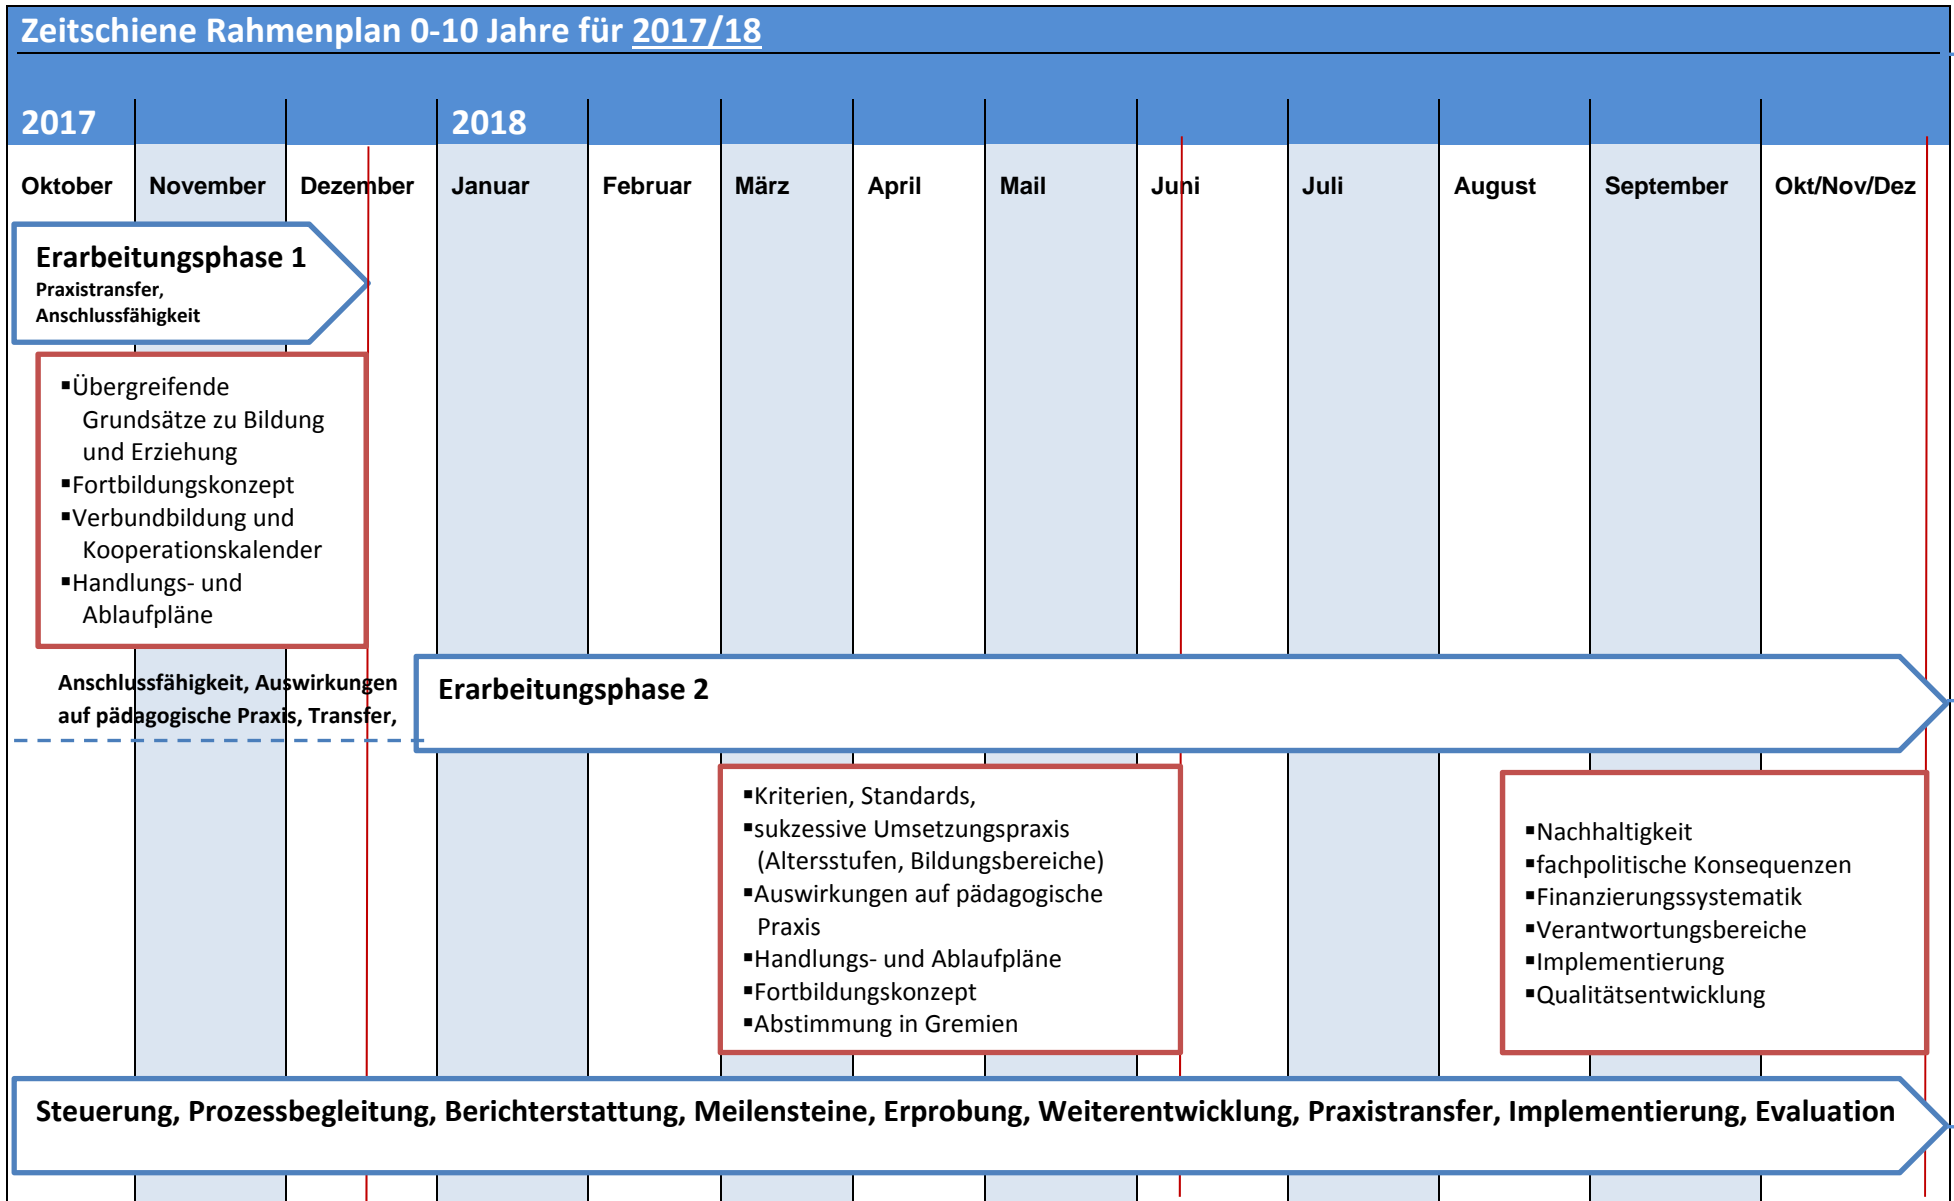 Zeitschiene Rahmenplan 0-10 Jahre für 2017/18
2017 2018
Oktober November Dezember Januar Februar März April Mail Juni Juli August September Okt/Nov/Dez
Erarbeitungsphase 1
Praxistransfer,
Anschlussfähigkeit
▪Übergreifende
Grundsätze zu Bildung
und Erziehung
▪Fortbildungskonzept
▪Verbundbildung und
Kooperationskalender
▪Handlungs- und
Ablaufpläne
Anschlussfähigkeit, Auswirkungen
auf pädagogische Praxis, Transfer,
Erarbeitungsphase 2
▪Kriterien, Standards,
▪sukzessive Umsetzungspraxis
(Altersstufen, Bildungsbereiche)
▪Auswirkungen auf pädagogische
Praxis
▪Handlungs- und Ablaufpläne
▪Fortbildungskonzept
▪Abstimmung in Gremien
▪Nachhaltigkeit
▪fachpolitische Konsequenzen
▪Finanzierungssystematik
▪Verantwortungsbereiche
▪Implementierung
▪Qualitätsentwicklung
Steuerung, Prozessbegleitung, Berichterstattung, Meilensteine, Erprobung, Weiterentwicklung, Praxistransfer, Implementierung, Evaluation